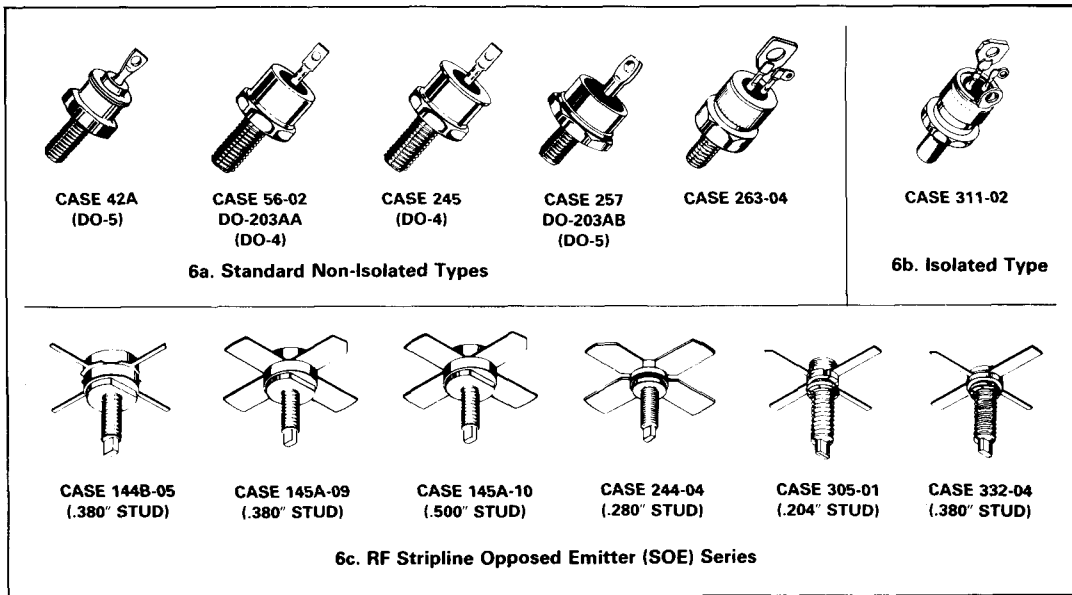 CASE 42A
(DO-5)
CASE 56-02
DO-203AA
(DO-4)
CASE 245
(DO-4)
CASE 257
DO-203AB
(DO-5)
CASE 263-04
6a. Standard Non-Isolated Types
CASE 311-02
6b. Isolated Type
CASE 144B-05
(.380" STUD)
CASE 145A-09
(.380" STUD)
CASE 145A-10
(.500" STUD)
CASE 244-04
(.280" STUD)
CASE 305-01
(.204" STUD)
CASE 332-04
(.380" STUD)
6c. RF Stripline Opposed Emitter (SOE) Series